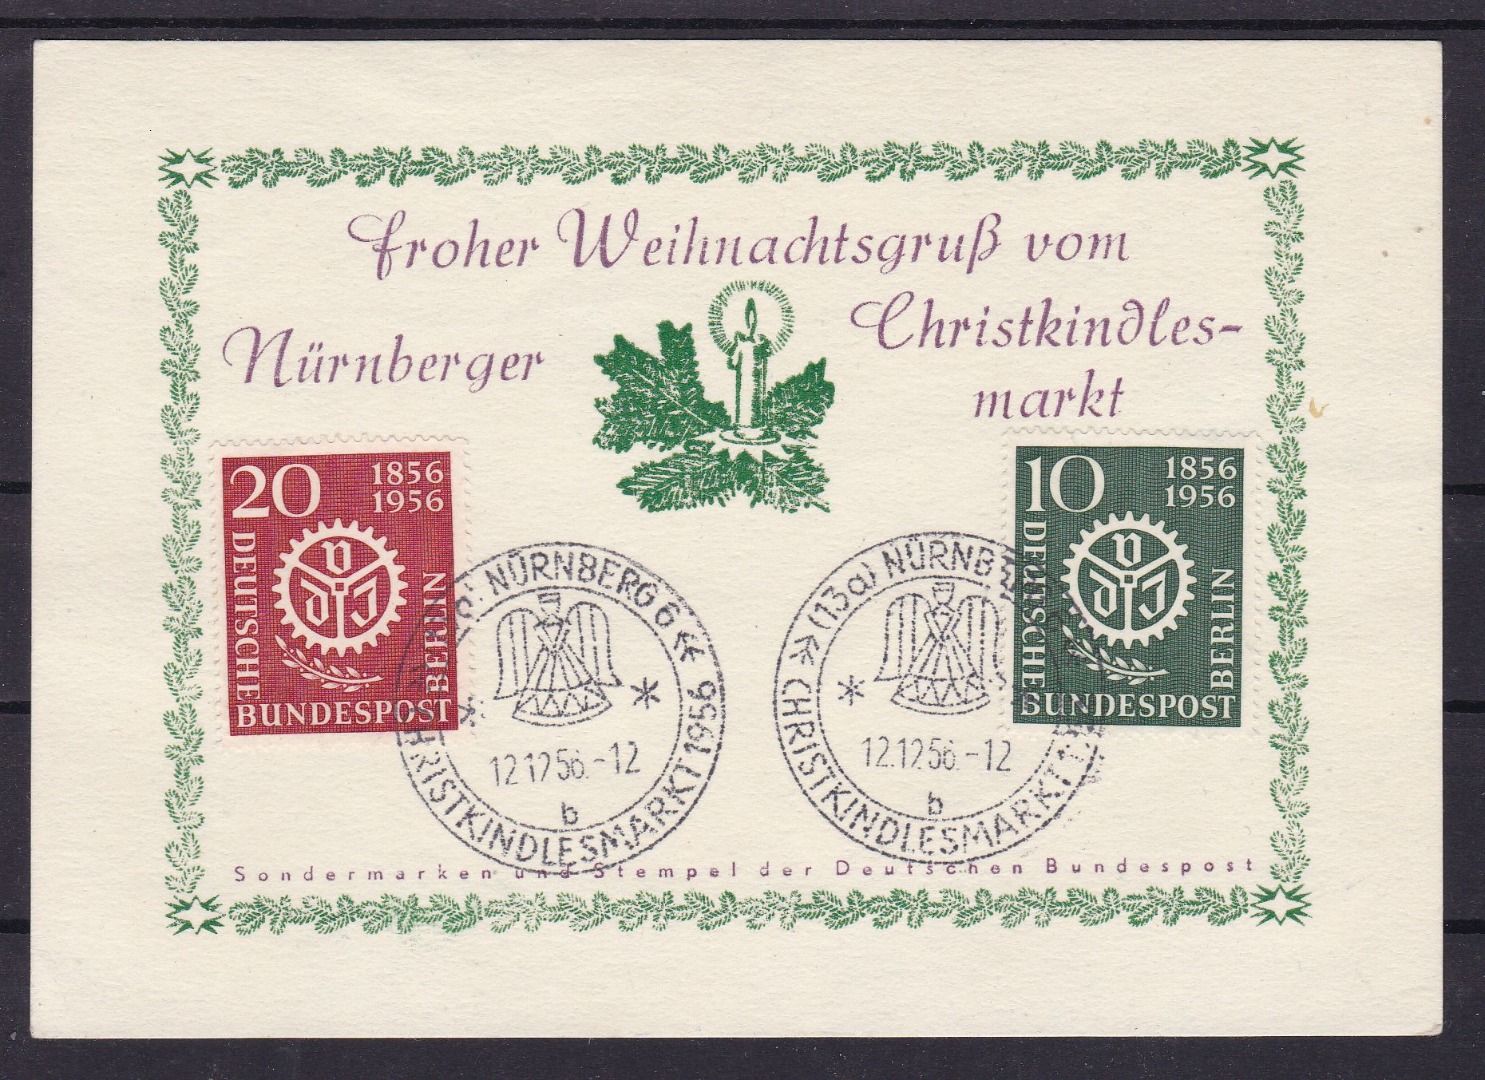 froher Weihnachtsgruß vom
Nürnberger
Christkindles-
markt
20 1856
1956
DEUTSCHE
BUNDESPOST
BERLIN
VDI
10 1856
1956
DEUTSCHE
BUNDESPOST
BERLIN
VDI
NÜRNBERG 6
12.12.56.-12
b
CHRISTKINDLESMARKT 1956
(13a) NÜRNB
12.12.56.-12
b
CHRISTKINDLESMARKT
Sondermarken und Stempel der Deutschen Bundespost